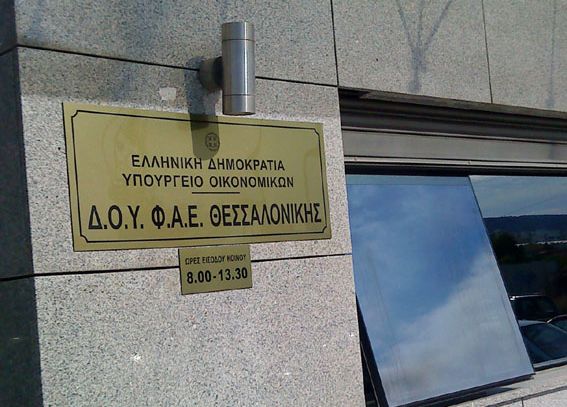 ΕΛΛΗΝΙΚΗ ΔΗΜΟΚΡΑΤΙΑ
ΥΠΟΥΡΓΕΙΟ ΟΙΚΟΝΟΜΙΚΩΝ
Δ.Ο.Υ. Φ.Α.Ε. ΘΕΣΣΑΛΟΝΙΚΗΣ
ΩΡΕΣ ΕΙΣΟΔΟΥ ΚΟΙΝΟΥ
8.00-13.30